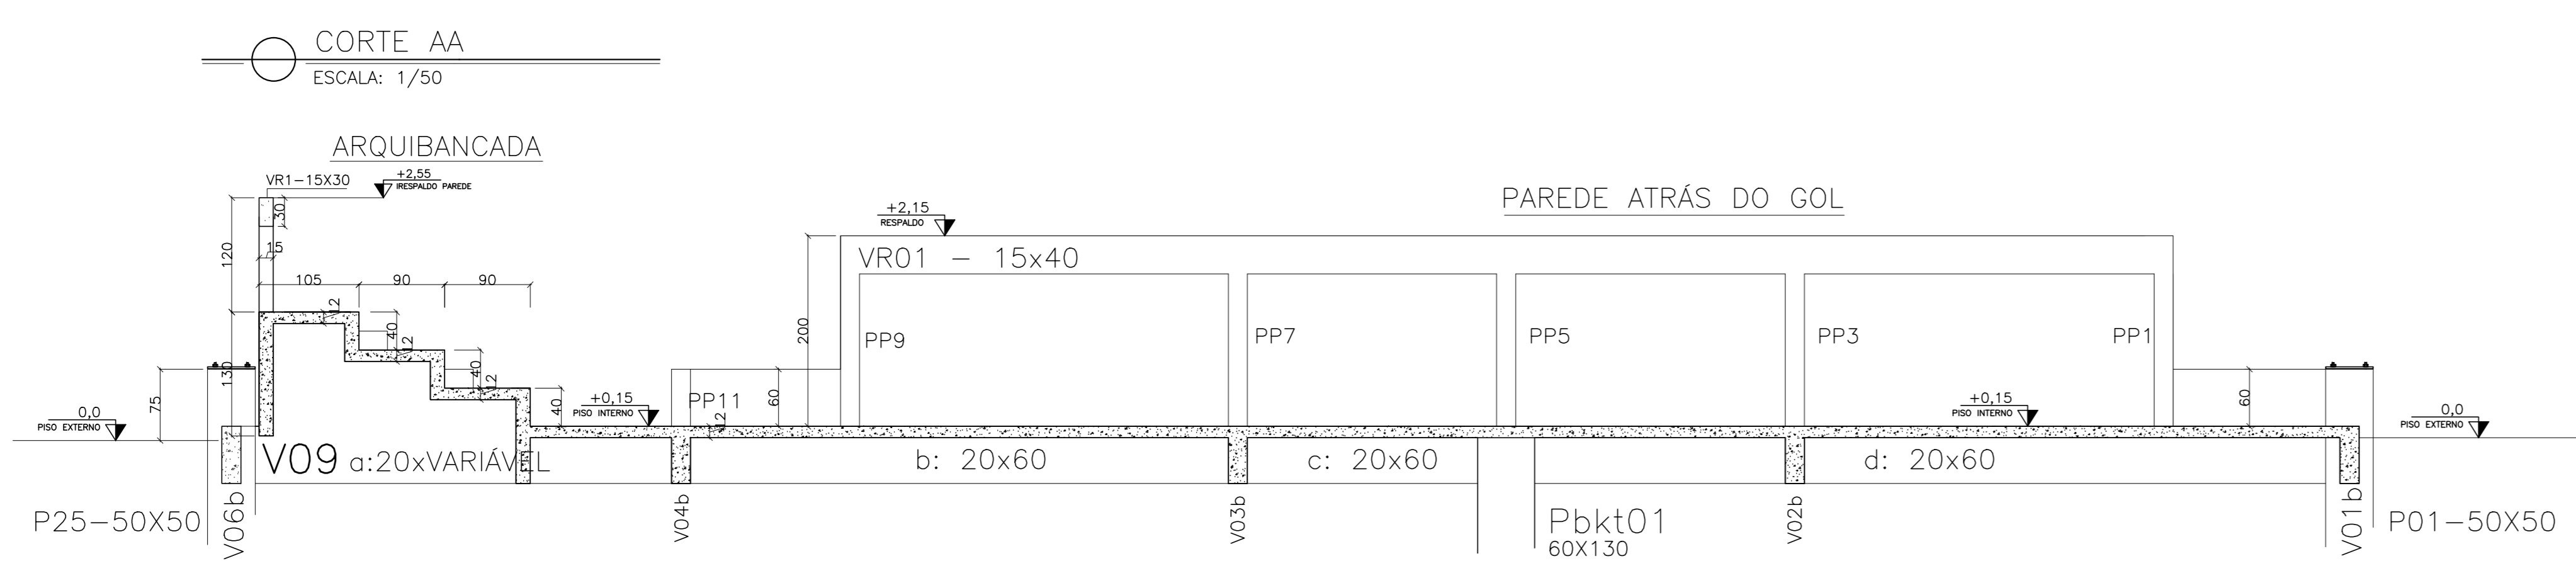 CORTE AA
ESCALA: 1/50
ARQUIBANCADA
VR1-15X30
+2,55
IRESPALDO PAREDE
30
120
15
105
90
90
12
40
12
40
12
40
130
75
0,0
PISO EXTERNO
+0,15
PISO INTERNO
PP11
12
60
200
+2,15
RESPALDO
PAREDE ATRÁS DO GOL
VR01 - 15x40
PP9
PP7
PP5
PP3
PP1
+0,15
PISO INTERNO
60
0,0
PISO EXTERNO
V09 a:20xVARIÁVEL
b: 20x60
c: 20x60
d: 20x60
P25-50X50
V06b
V04b
V03b
Pbkt01
60X130
V02b
V01b
P01-50X50